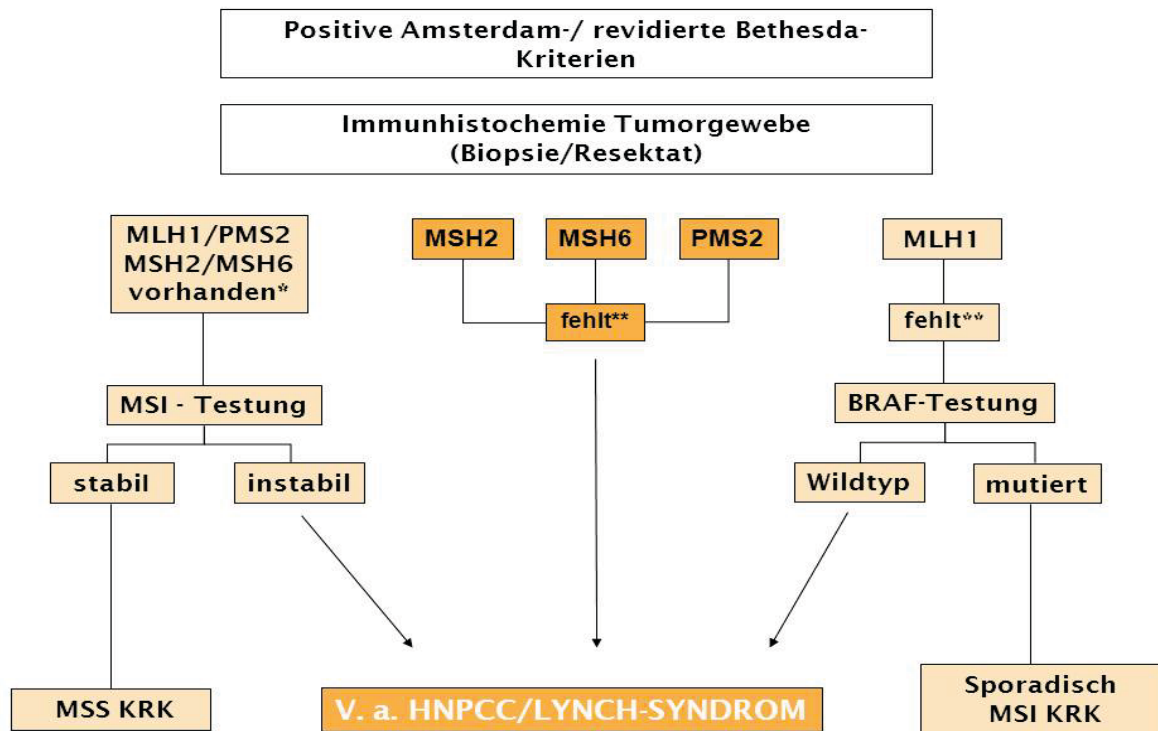 Positive Amsterdam-/ revidierte Bethesda-
Kriterien
Immunhistochemie Tumorgewebe
(Biopsie/Resektat)
MLH1/PMS2
MSH2/MSH6
vorhanden*
MSH2
MSH6
PMS2
MLH1
fehlt**
fehlt**
MSI - Testung
BRAF-Testung
stabil
instabil
Wildtyp
mutiert
MSS KRK
V. a. HNPCC/LYNCH-SYNDROM
Sporadisch
MSI KRK